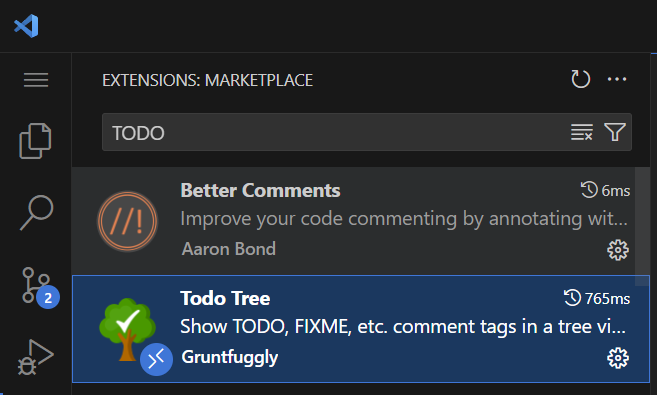 EXTENSIONS: MARKETPLACE
TODO
//!
Better Comments 6ms
Improve your code commenting by annotating wit...
Aaron Bond
2
Todo Tree 765ms
Show TODO, FIXME, etc. comment tags in a tree vi...
Gruntfuggly